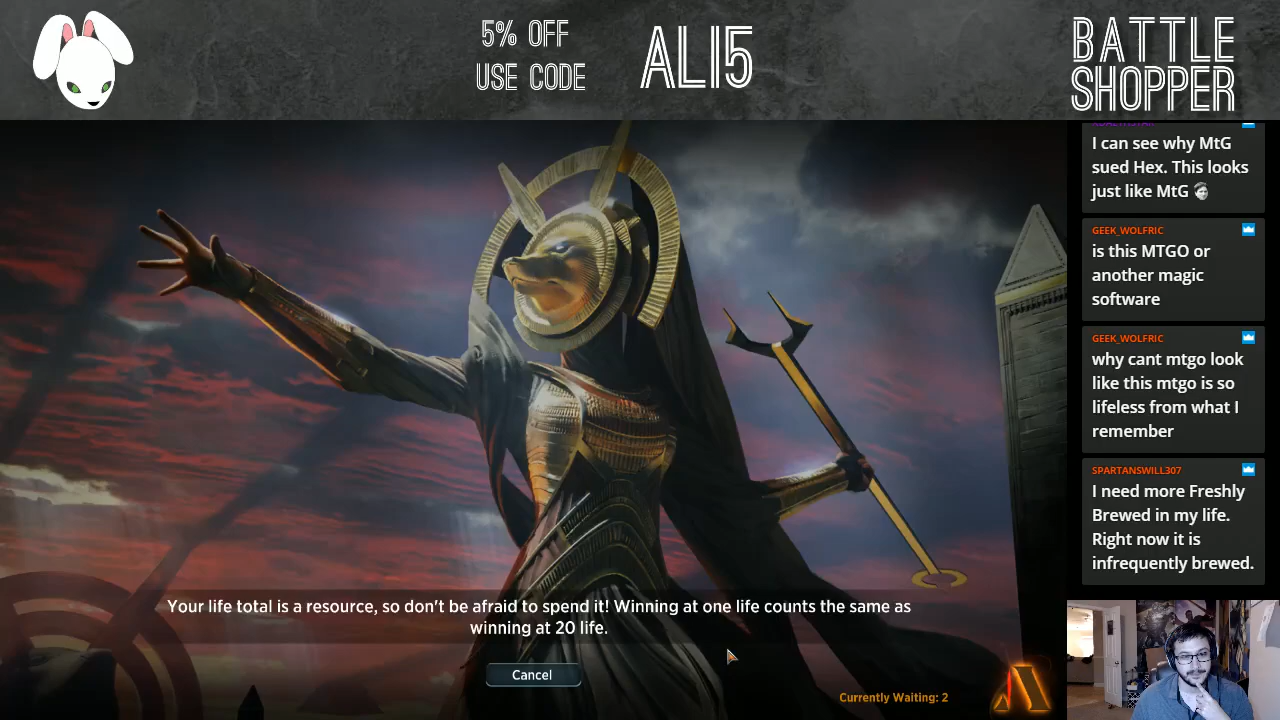 5% OFF
USE CODE
ALI5
BATTLE
SHOPPER
I can see why MtG
sued Hex. This looks
just like MtG
GEEK_WOLFRIC
is this MTGO or
another magic
software
GEEK_WOLFRIC
why cant mtgo look
like this mtgo is so
lifeless from what I
remember
SPARTANSWILL307
I need more Freshly
Brewed in my life.
Right now it is
infrequently brewed.
Your life total is a resource, so don't be afraid to spend it! Winning at one life counts the same as
winning at 20 life.
Cancel
Currently Waiting: 2